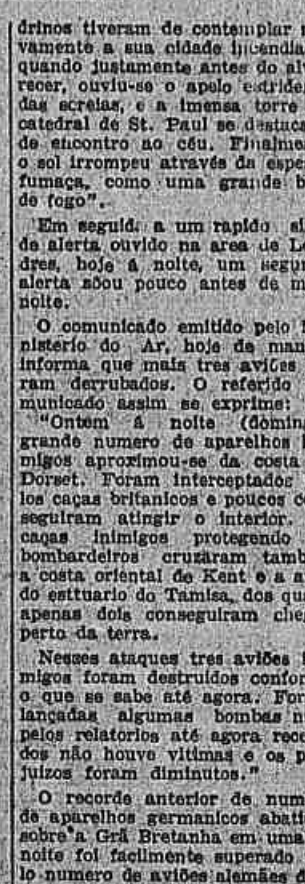 drinos tiveram de contemplar
vamente a sua cidade incendia
quando justamente antes do al
recer, ouviu-se o apelo estride
das sereias, e a imensa torre
catedral de St. Paul se destaca
de encontro ao céu. Finalme
o sol irrompeu através da espe
fumaça, como uma grande b
de fogo".
Em seguida a um rapido si
de alerta ouvido na area de Lo
dres, hoje á noite, um segun
alerta sôou pouco antes de m
noite.
O comunicado emitido pelo
nisterio do Ar, hoje de man
informa que mais tres aviões
ram derrubados. O referido
municado assim se exprime:
"Ontem á noite (domin
grande numero de aparelhos i
migos aproximou-se da costa
Dorset. Foram interceptados
los caças britanicos e poucos co
seguiram atingir o interior.
caças inimigos protegendo
bombardeiros cruzaram tamb
a costa oriental de Kent e a
do esttuario do Tamisa, dos qua
apenas dois conseguiram che
perto da terra.
Nesses ataques tres aviões i
migos foram destruidos confor
o que se sabe até agora. For
lançadas algumas bombas m
pelos relatorios até agora rece
dos não houve vitimas e os p
juizos foram diminutos."
O recorde anterior de num
de aparelhos germanicos abati
sobre a Grã Bretanha em uma
noite foi facilmente superado
lo numero de aviões alemães d